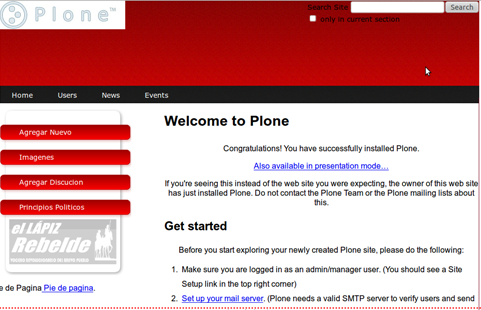 Plone™
Search Site
Search
only in current section
Home Users News Events
Agregar Nuevo
Imagenes
Agregar Discucion
Principios Politicos
el LÁPIZ
Rebelde
e de Pagina Pie de pagina.
Welcome to Plone
Congratulations! You have successfully installed Plone.
Also available in presentation mode…
If you're seeing this instead of the web site you were expecting, the owner of this web site
has just installed Plone. Do not contact the Plone Team or the Plone mailing lists about
this.
Get started
Before you start exploring your newly created Plone site, please do the following:
1. Make sure you are logged in as an admin/manager user. (You should see a Site
Setup link in the top right corner)
2. Set up your mail server. (Plone needs a valid SMTP server to verify users and send